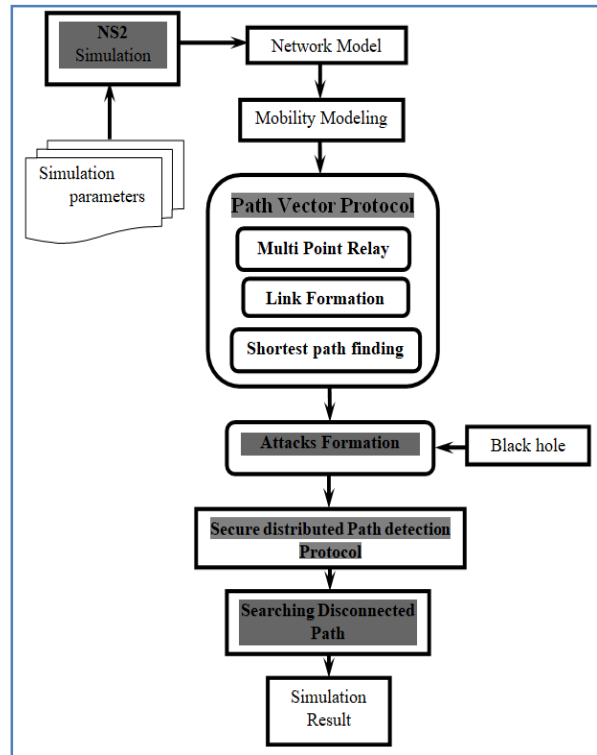 NS2
Simulation
Network Model
Mobility Modeling
Simulation
parameters
Path Vector Protocol
Multi Point Relay
Link Formation
Shortest path finding
Attacks Formation
Black hole
Secure distributed Path detection
Protocol
Searching Disconnected
Path
Simulation
Result